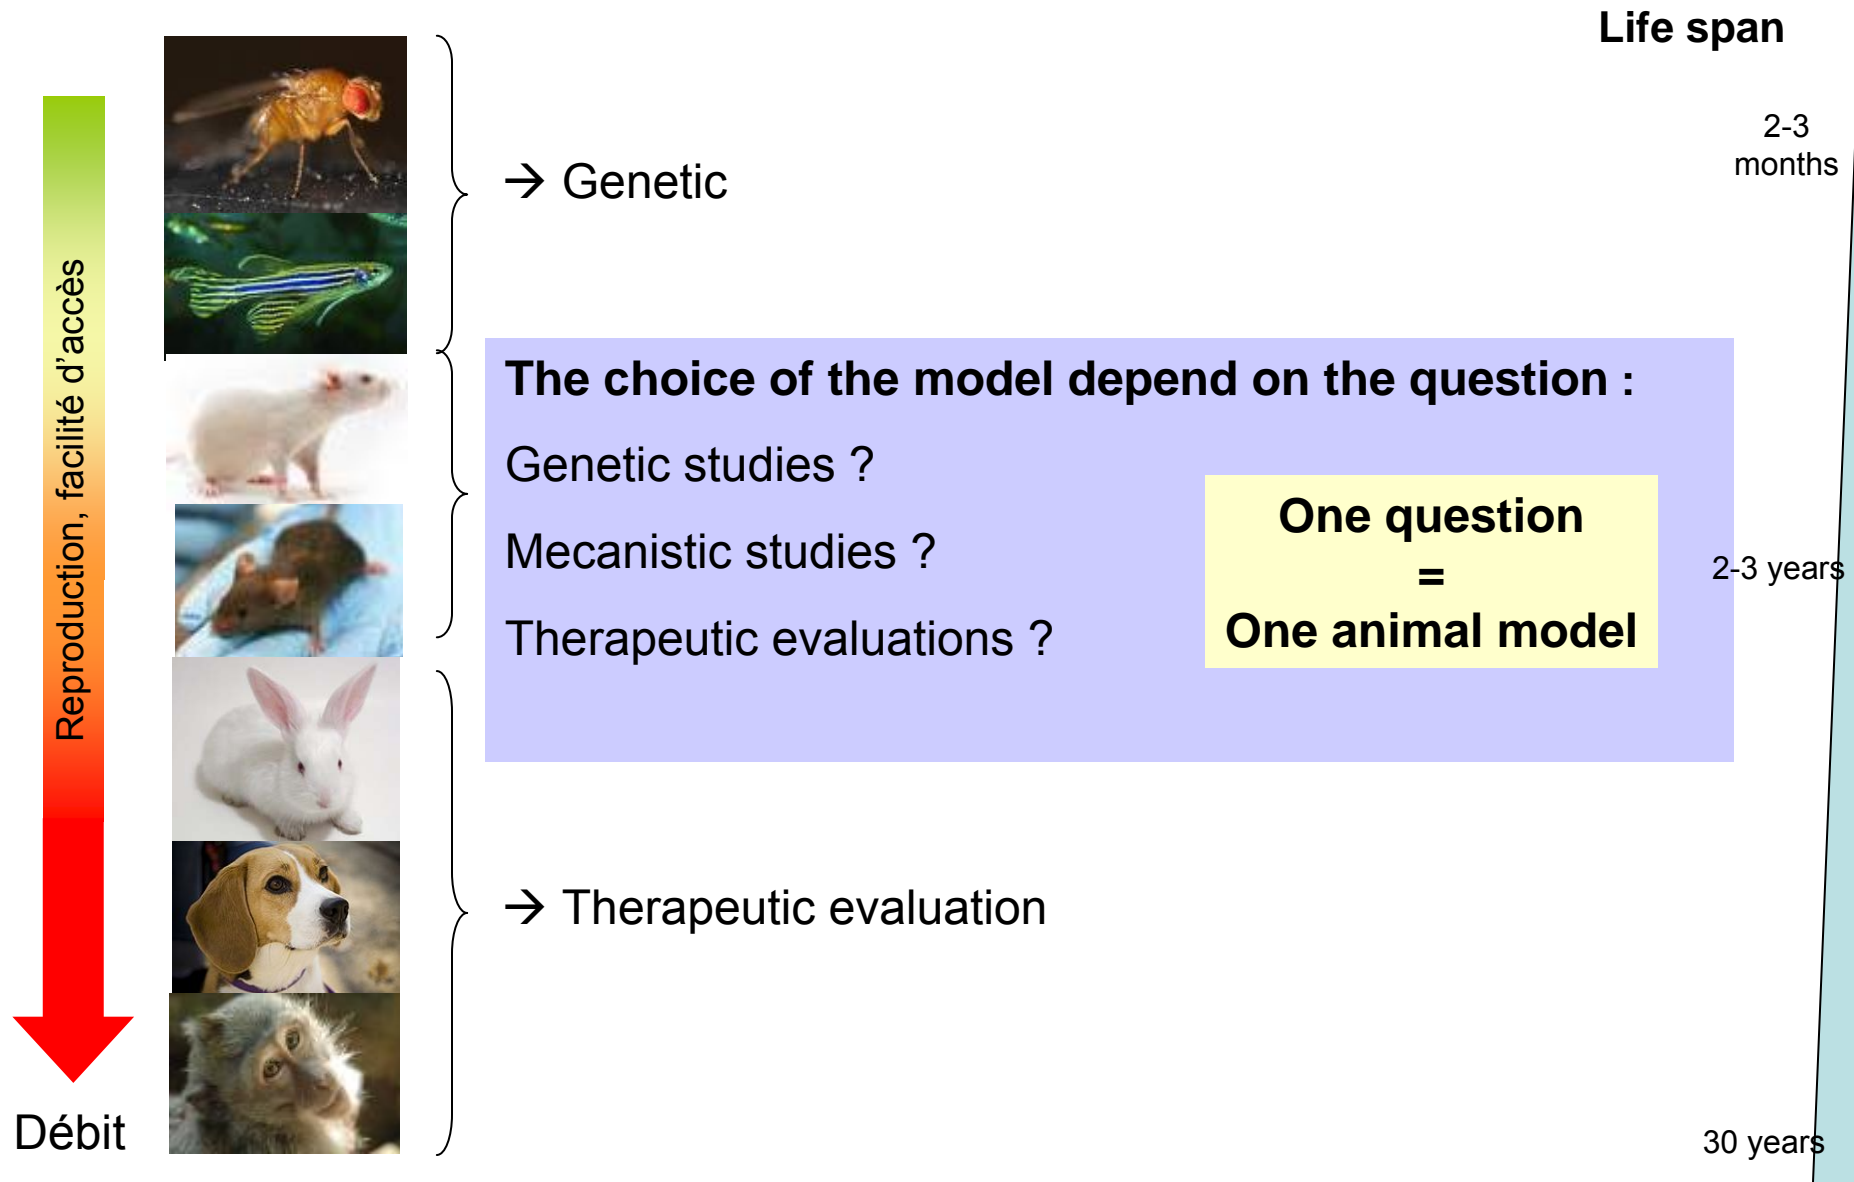 Life span
2-3
months
→ Genetic
Reproduction, facilité d'accès
The choice of the model depend on the question :
Genetic studies ?
Mecanistic studies ?
Therapeutic evaluations ?
One question
=
One animal model
2-3 years
→ Therapeutic evaluation
Débit
30 years